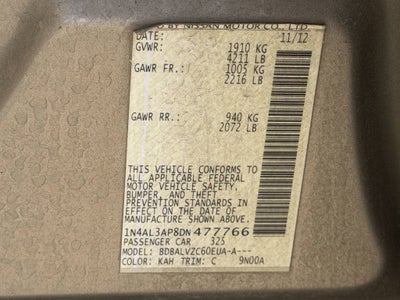 BY NISSAN MOTOR CO., LTD.
DATE: 11/12
GVWR: 1910 KG
4211 LB
GAWR FR.: 1005 KG
2216 LB
GAWR RR.: 940 KG
2072 LB
THIS VEHICLE CONFORMS TO
ALL APPLICABLE FEDERAL
MOTOR VEHICLE SAFETY,
BUMPER, AND THEFT
PREVENTION STANDARDS IN
EFFECT ON THE DATE OF
MANUFACTURE SHOWN ABOVE.
1N4AL3AP8DN477766
PASSENGER CAR 325
MODEL: BDBALVZC60EUA-A---
COLOR: KAH TRIM: C 9N00A